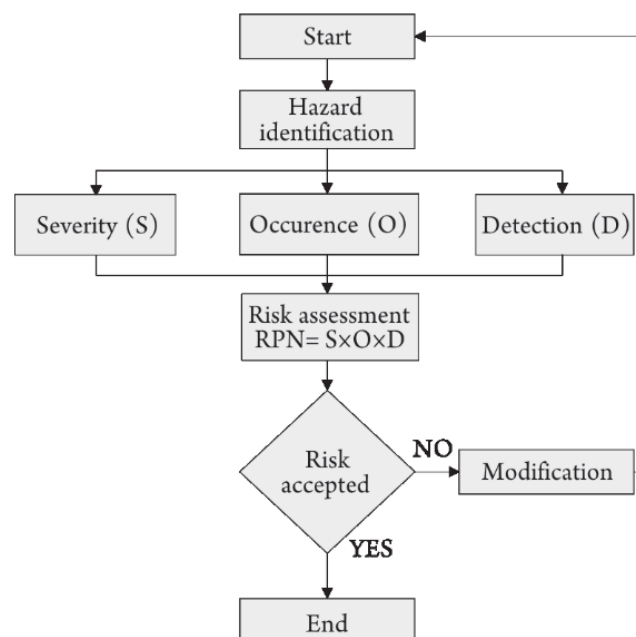 Start
Hazard
identification
Severity (S)
Occurence (O)
Detection (D)
Risk assessment
RPN= S×O×D
Risk
accepted
NO
Modification
YES
End